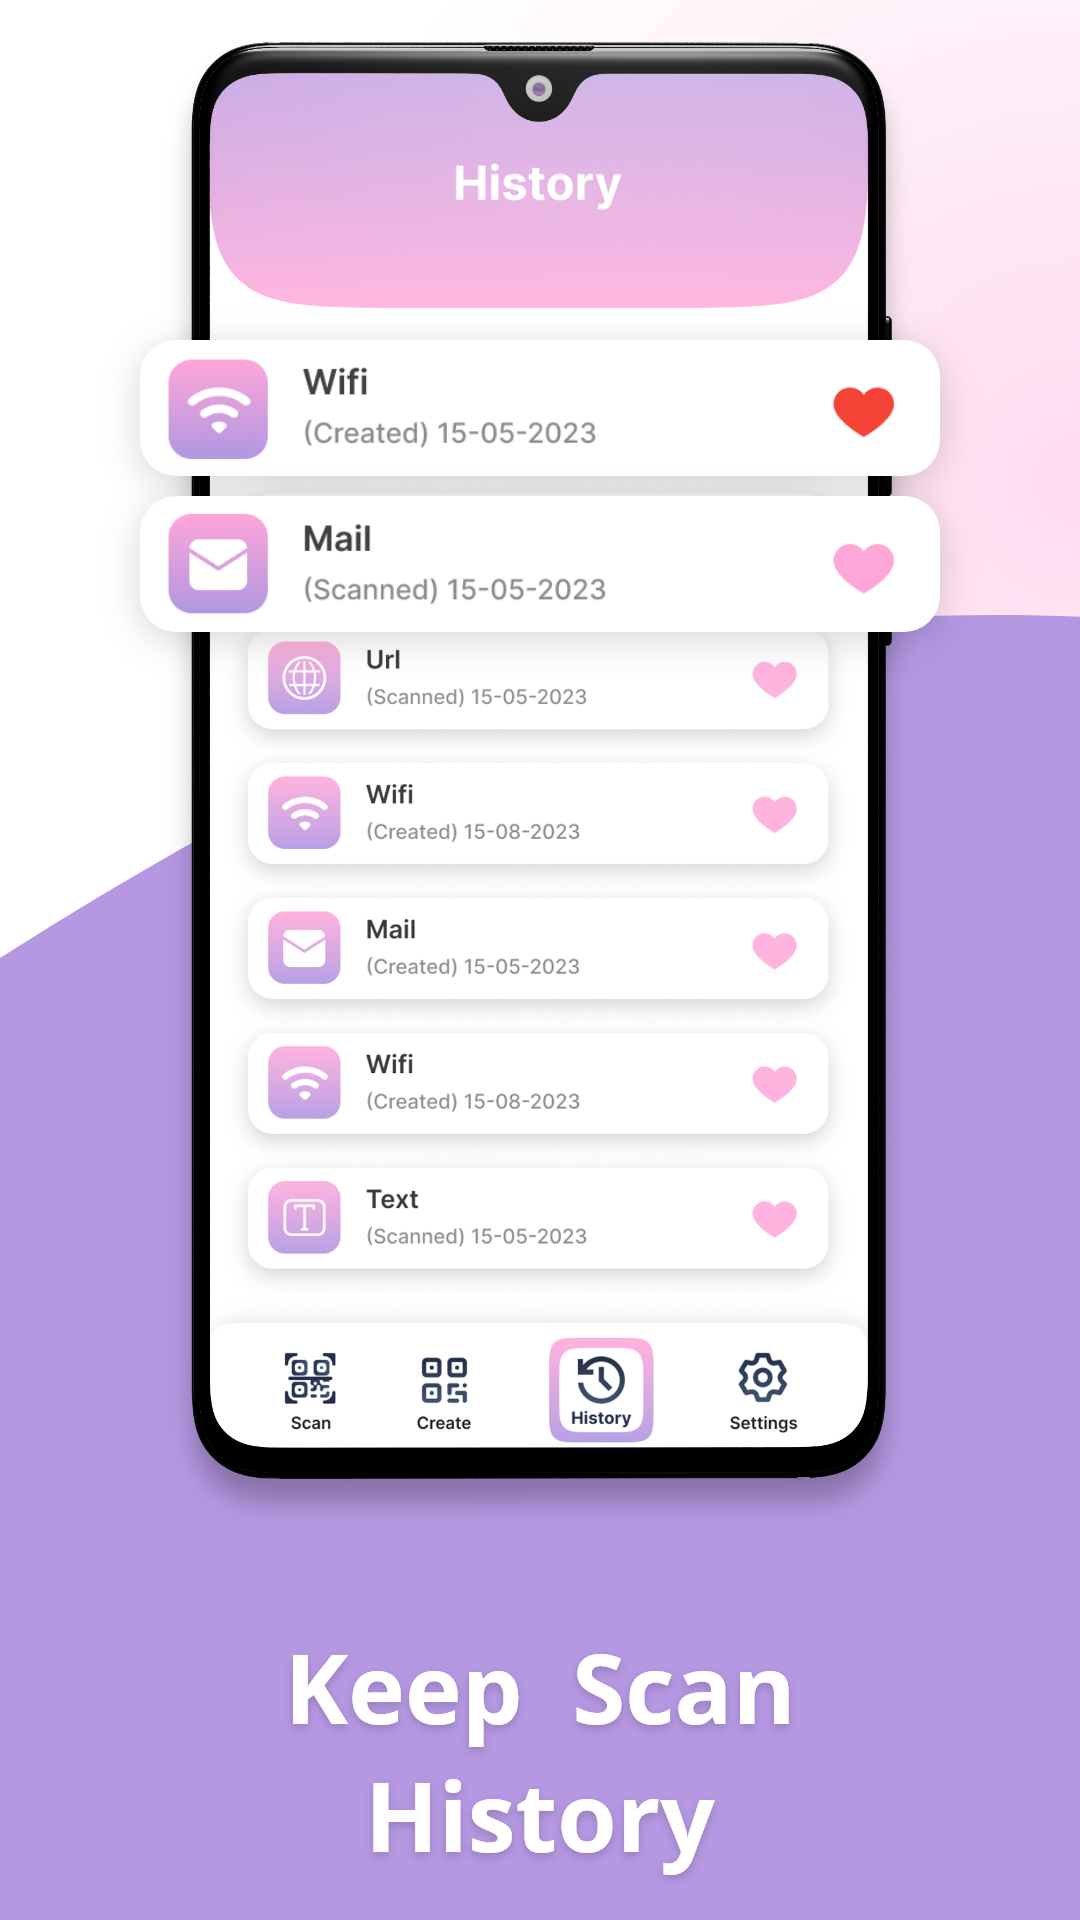 History
Wifi
(Created) 15-05-2023
Mail
(Scanned) 15-05-2023
Url
(Scanned) 15-05-2023
Wifi
(Created) 15-08-2023
Mail
(Created) 15-05-2023
Wifi
(Created) 15-08-2023
Text
(Scanned) 15-05-2023
Scan
Create
History
Settings
Keep Scan
History